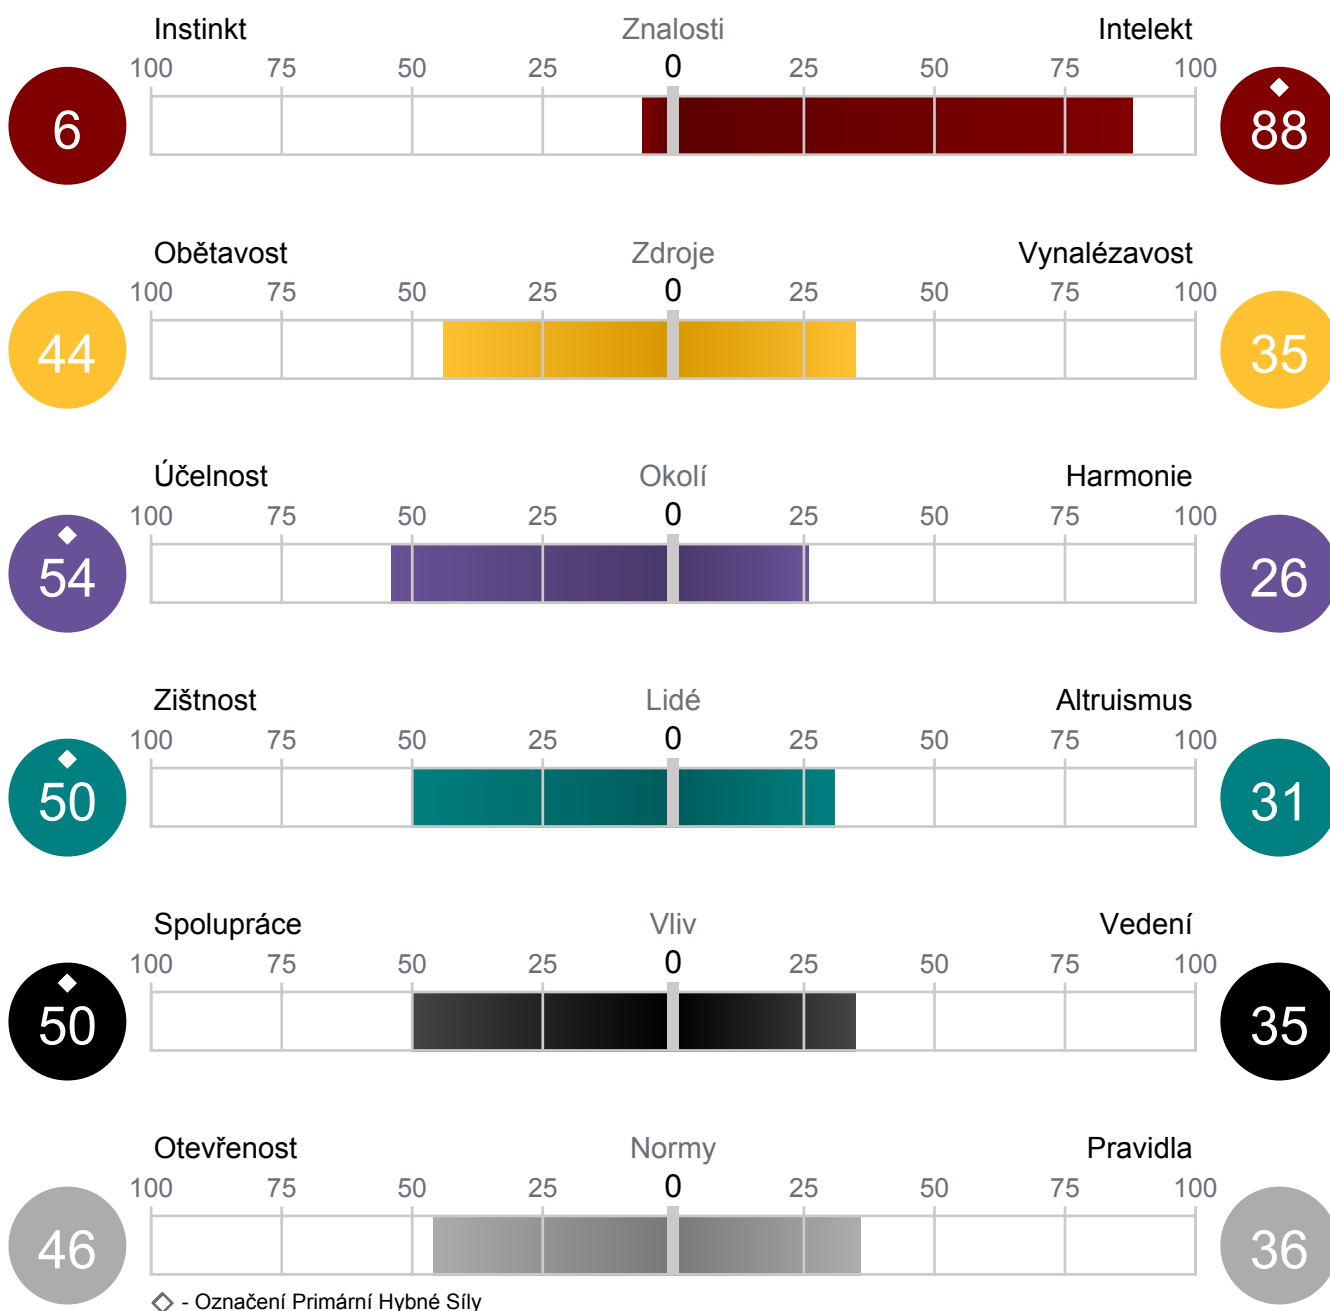 Instinkt Znalosti Intelekt
100 75 50 25 0 25 50 75 100
6 88
Obětavost Zdroje Vynalézavost
100 75 50 25 0 25 50 75 100
44 35
Účelnost Okolí Harmonie
100 75 50 25 0 25 50 75 100
54 26
Zištnost Lidé Altruismus
100 75 50 25 0 25 50 75 100
50 31
Spolupráce Vliv Vedení
100 75 50 25 0 25 50 75 100
50 35
Otevřenost Normy Pravidla
100 75 50 25 0 25 50 75 100
46 36
◇ - Označení Primární Hybné Síly